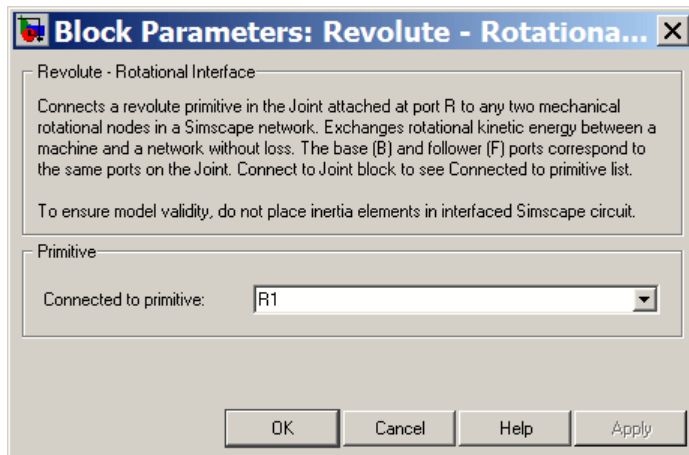 Block Parameters: Revolute - Rotationa...
Revolute - Rotational Interface
Connects a revolute primitive in the Joint attached at port R to any two mechanical
rotational nodes in a Simscape network. Exchanges rotational kinetic energy between a
machine and a network without loss. The base (B) and follower (F) ports correspond to
the same ports on the Joint. Connect to Joint block to see Connected to primitive list.
To ensure model validity, do not place inertia elements in interfaced Simscape circuit.
Primitive
Connected to primitive: R1
OK Cancel Help Apply